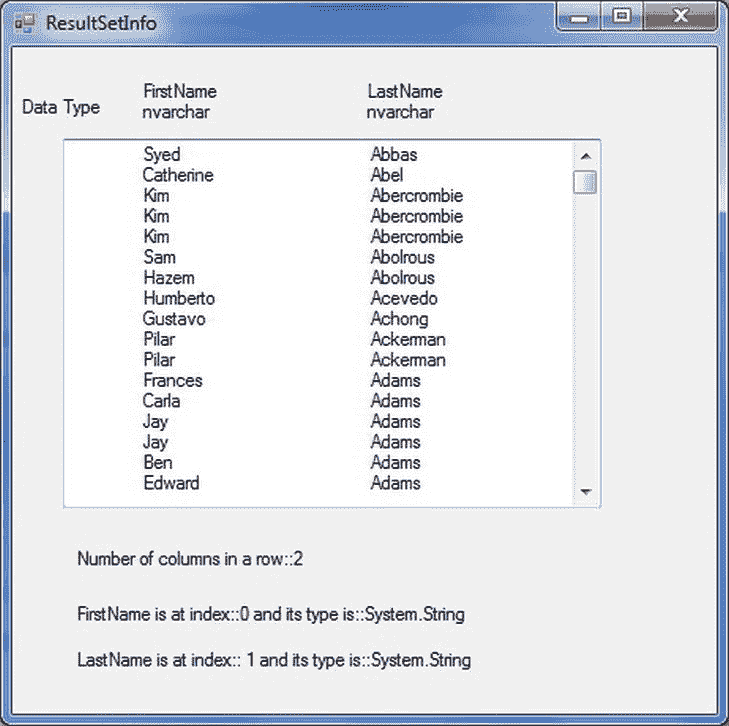 ResultSetInfo
FirstName LastName
Data Type nvarchar nvarchar
Syed Abbas
Catherine Abel
Kim Abercrombie
Kim Abercrombie
Kim Abercrombie
Sam Abolrous
Hazem Abolrous
Humberto Acevedo
Gustavo Achong
Pilar Ackerman
Pilar Ackerman
Frances Adams
Carla Adams
Jay Adams
Jay Adams
Ben Adams
Edward Adams
Number of columns in a row::2
FirstName is at index::0 and its type is::System.String
LastName is at index:: 1 and its type is::System.String